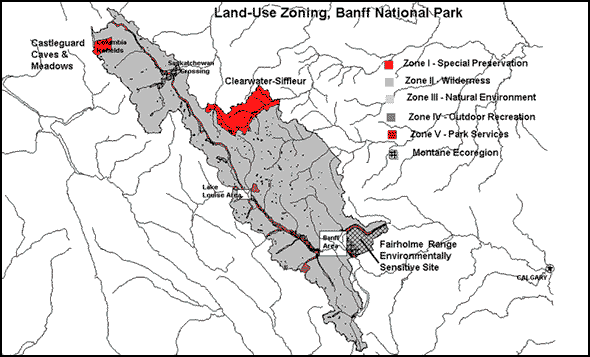 Land-Use Zoning, Banff National Park
Castleguard
Caves &
Meadows
Columbia
Icefields
Saskatchewan
Crossing
Clearwater-Siffleur
Zone I - Special Preservation
Zone II - Wilderness
Zone III - Natural Environment
Zone IV - Outdoor Recreation
Zone V - Park Services
Montane Ecoregion
Lake
Louise Area
Banff
Area
Fairholme Range
Environmentally
Sensitive Site
CALGARY